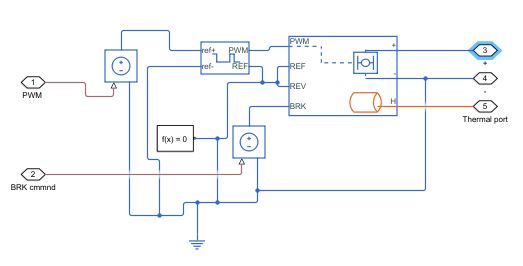 PWM
+
3
+
ref+ PWM
REF
ref-
+
-
1
PWM
REF
-
4
-
REV
BRK
H
5
Thermal port
f(x) = 0
+
-
2
BRK cmmnd